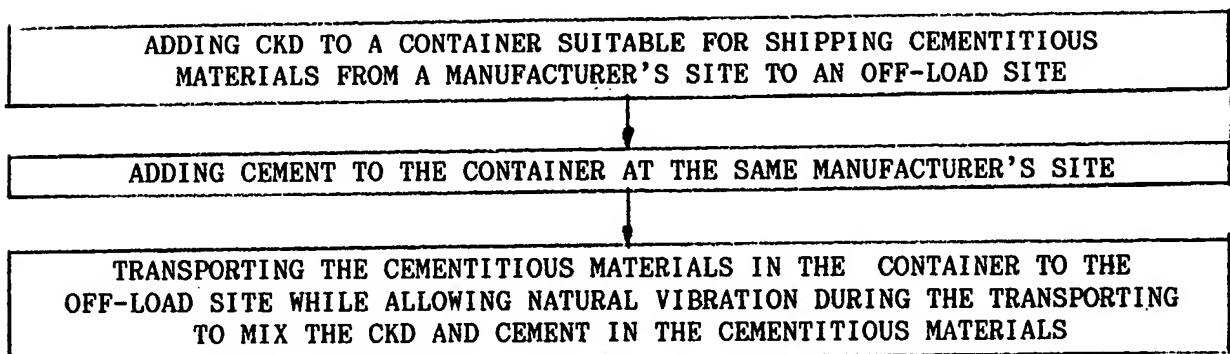 ADDING CKD TO A CONTAINER SUITABLE FOR SHIPPING CEMENTITIOUS
MATERIALS FROM A MANUFACTURER'S SITE TO AN OFF-LOAD SITE
ADDING CEMENT TO THE CONTAINER AT THE SAME MANUFACTURER'S SITE
TRANSPORTING THE CEMENTITIOUS MATERIALS IN THE CONTAINER TO THE
OFF-LOAD SITE WHILE ALLOWING NATURAL VIBRATION DURING THE TRANSPORTING
TO MIX THE CKD AND CEMENT IN THE CEMENTITIOUS MATERIALS